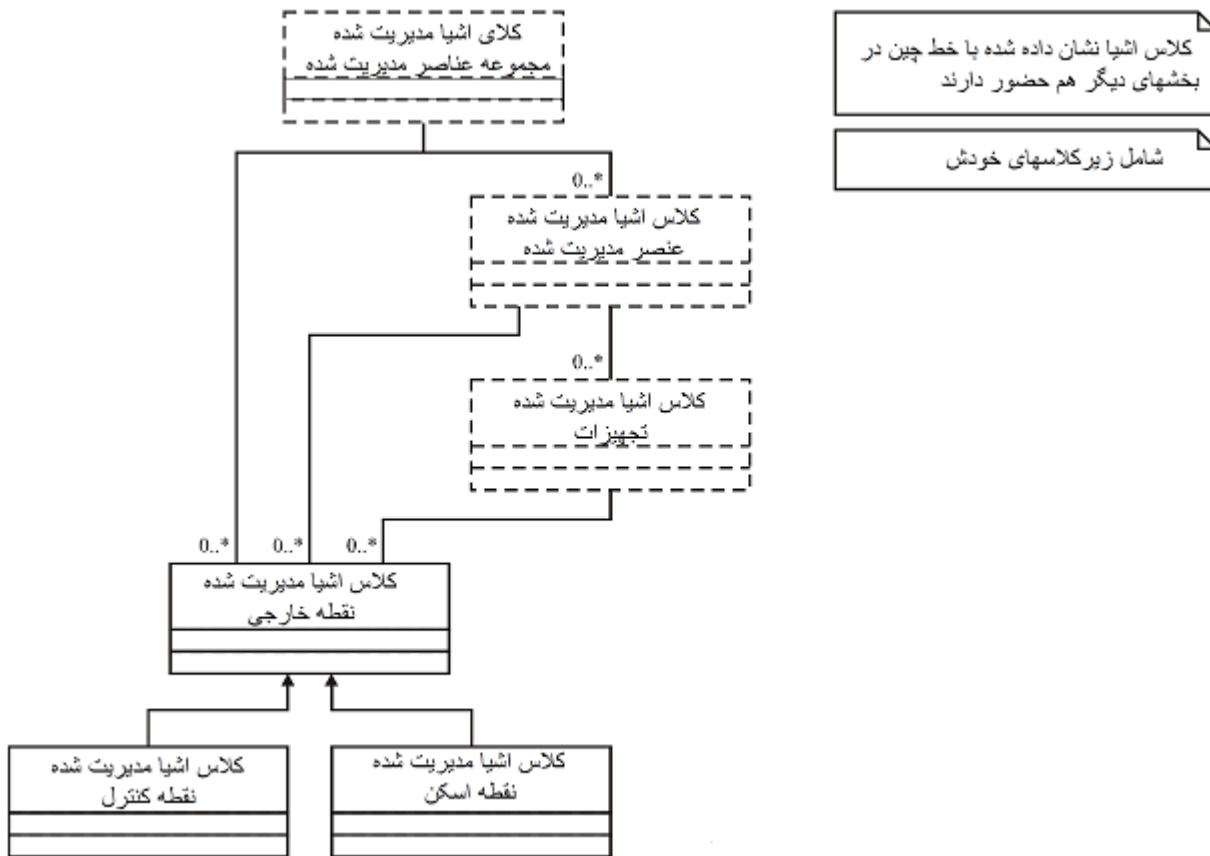 کلای اشیا مدیریت شده
مجموعه عناصر مدیریت شده
کلاس اشیا نشان داده شده با خط چین در
بخشهای دیگر هم حضور دارند
شامل زیرکلاسهای خودش
0..*
کلاس اشیا مدیریت شده
عنصر مدیریت شده
0..*
کلاس اشیا مدیریت شده
تجهیزات
0..*
0..*
0..*
کلاس اشیا مدیریت شده
نقطه خارجی
کلاس اشیا مدیریت شده
نقطه کنترل
کلاس اشیا مدیریت شده
نقطه اسکن